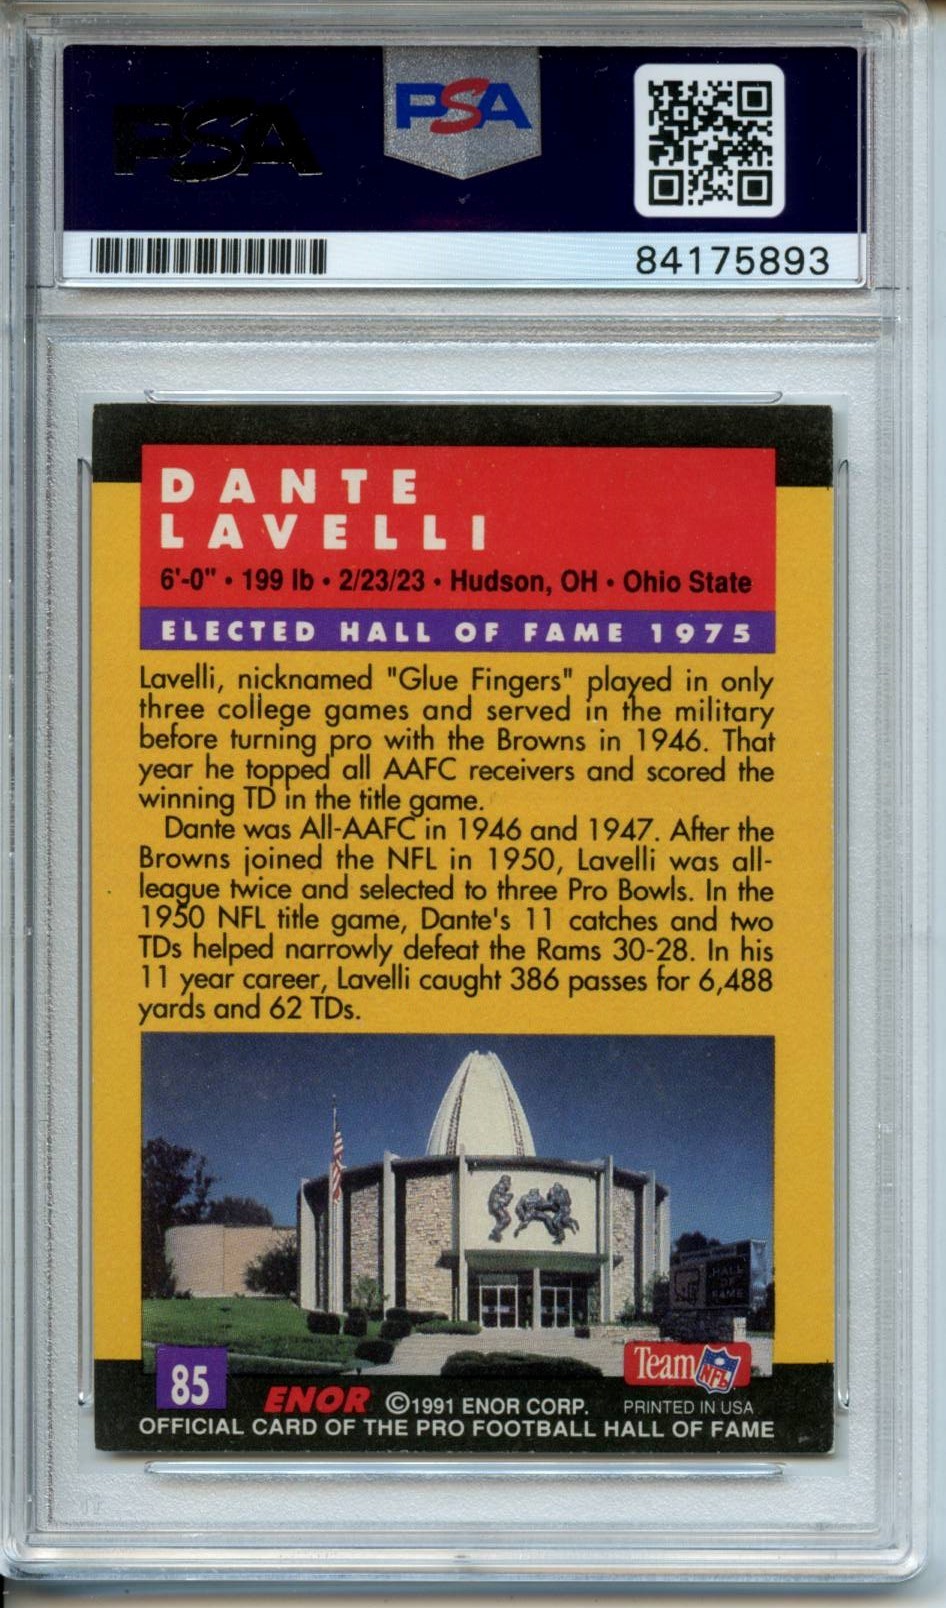 PSA
PSA
84175893
DANTE
LAVELLI
6'-0" • 199 lb • 2/23/23 • Hudson, OH • Ohio State
ELECTED HALL OF FAME 1975
Lavelli, nicknamed "Glue Fingers" played in only
three college games and served in the military
before turning pro with the Browns in 1946. That
year he topped all AAFC receivers and scored the
winning TD in the title game.
Dante was All-AAFC in 1946 and 1947. After the
Browns joined the NFL in 1950, Lavelli was all-
league twice and selected to three Pro Bowls. In the
1950 NFL title game, Dante's 11 catches and two
TDs helped narrowly defeat the Rams 30-28. In his
11 year career, Lavelli caught 386 passes for 6,488
yards and 62 TDs.
HALL
OF
FAME
Team NFL
85
ENOR ©1991 ENOR CORP. PRINTED IN USA
OFFICIAL CARD OF THE PRO FOOTBALL HALL OF FAME